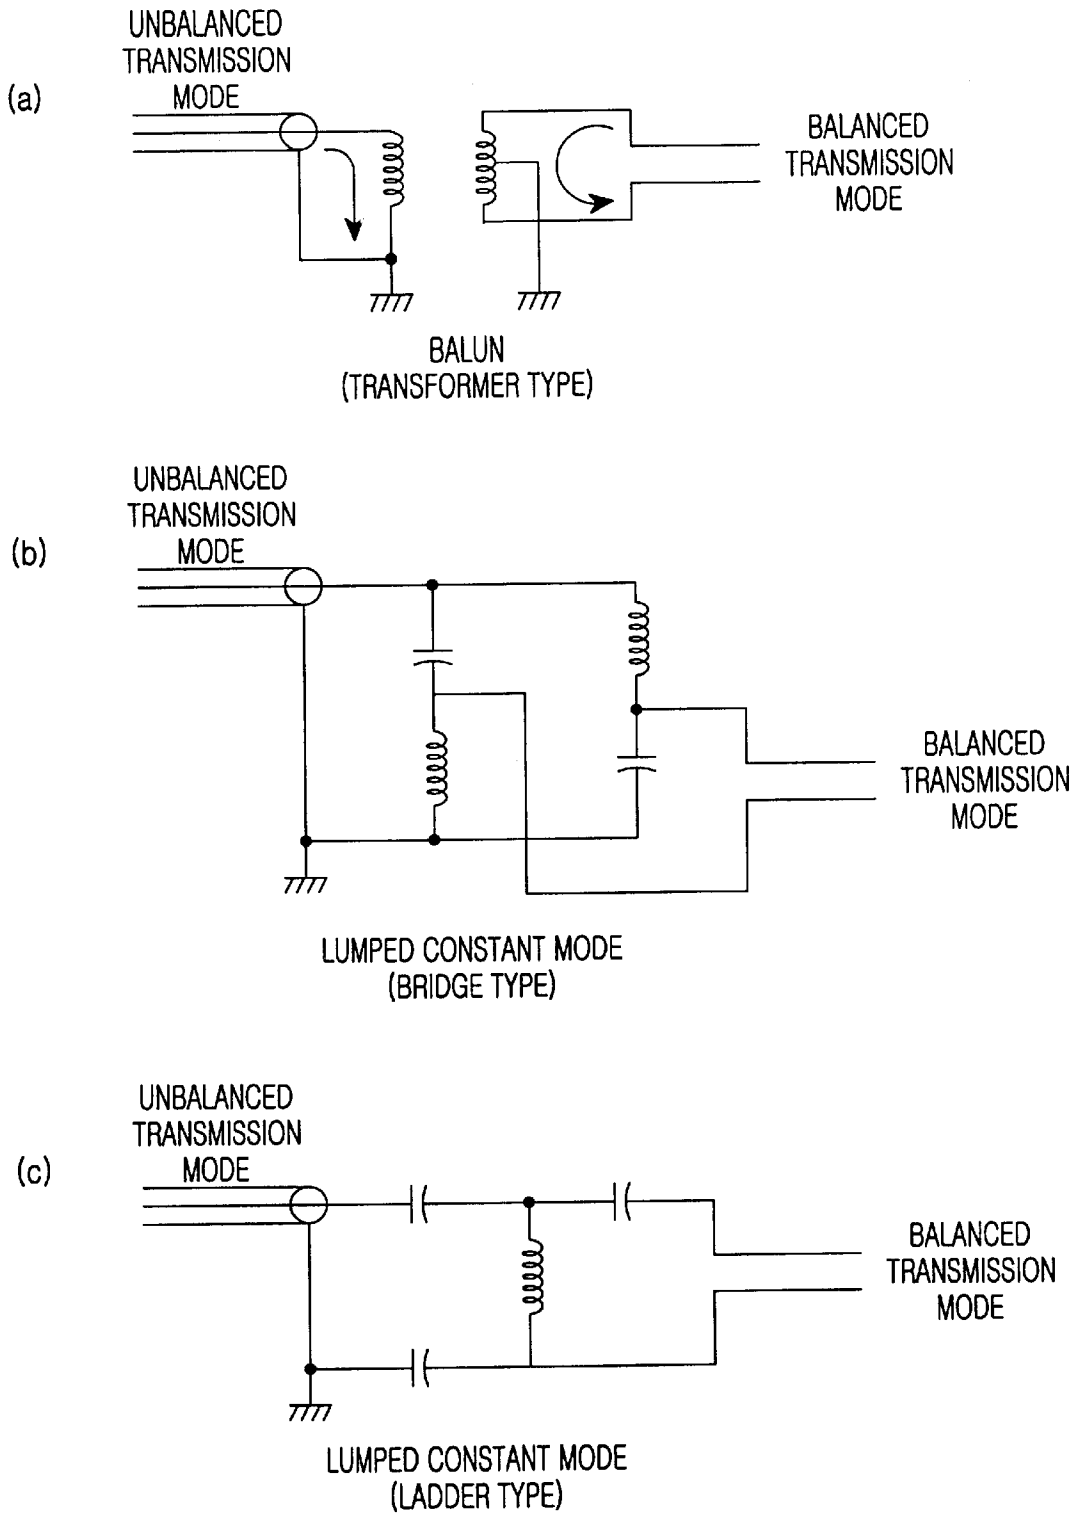 UNBALANCED
TRANSMISSION
MODE
(a)
BALANCED
TRANSMISSION
MODE
BALUN
(TRANSFORMER TYPE)
UNBALANCED
TRANSMISSION
MODE
(b)
BALANCED
TRANSMISSION
MODE
LUMPED CONSTANT MODE
(BRIDGE TYPE)
UNBALANCED
TRANSMISSION
MODE
(c)
BALANCED
TRANSMISSION
MODE
LUMPED CONSTANT MODE
(LADDER TYPE)